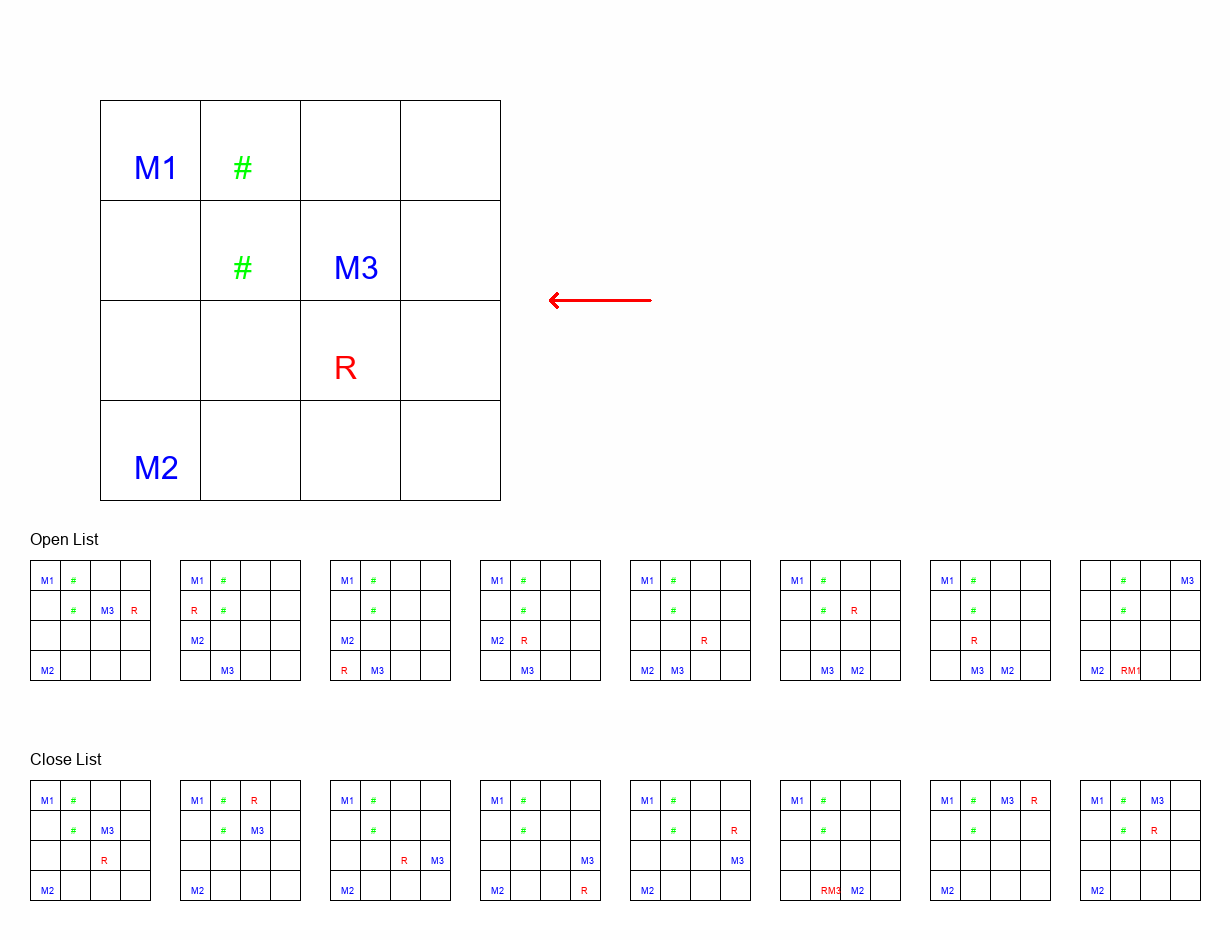 M1 #
# M3
R
M2
Open List
M1 # M1 # M1 # M1 # M1 # M1 # M1 # # M3
# M3 R R # # # # # R # #
M2 M2 M2 R R R
M2 M3 R M3 M3 M2 M3 M3 M2 M3 M2 M2 RM1
Close List
M1 # M1 # R M1 # M1 # M1 # M1 # M1 # M3 R M1 # M3
# M3 # M3 # # # R # # # R
R R M3 M3 M3
M2 M2 M2 R M2 RM3 M2 M2 M2